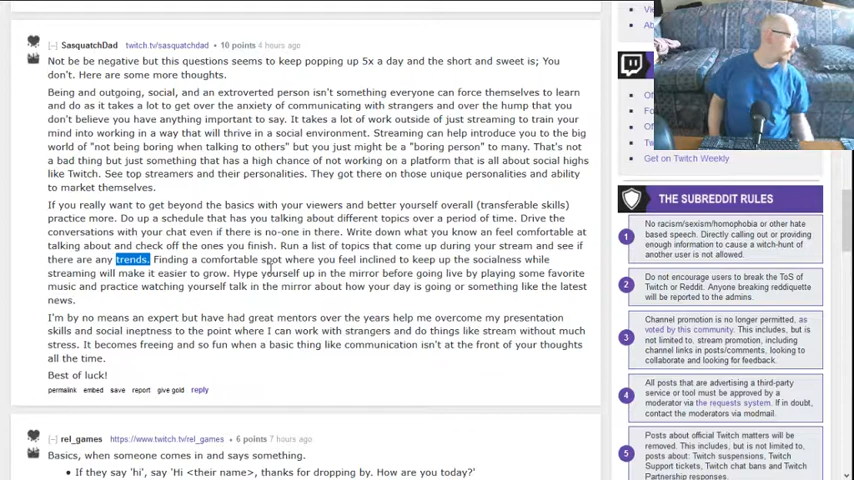 [–] SasquatchDad twitch.tv/sasquatchdad • 10 points 4 hours ago
Not be be negative but this questions seems to keep popping up 5x a day and the short and sweet is; You
don't. Here are some more thoughts.
Being and outgoing, social, and an extroverted person isn't something everyone can force themselves to learn
and do as it takes a lot to get over the anxiety of communicating with strangers and over the hump that you
don't believe you have anything important to say. It takes a lot of work outside of just streaming to train your
mind into working in a way that will thrive in a social environment. Streaming can help introduce you to the big
world of "not being boring when talking to others" but you just might be a "boring person" to many. That's not
a bad thing but just something that has a high chance of not working on a platform that is all about social highs
like Twitch. See top streamers and their personalities. They got there on those unique personalities and ability
to market themselves.
If you really want to get beyond the basics with your viewers and better yourself overall (transferable skills)
practice more. Do up a schedule that has you talking about different topics over a period of time. Drive the
conversations with your chat even if there is no-one in there. Write down what you know an feel comfortable at
talking about and check off the ones you finish. Run a list of topics that come up during your stream and see if
there are any trends. Finding a comfortable spot where you feel inclined to keep up the socialness while
streaming will make it easier to grow. Hype yourself up in the mirror before going live by playing some favorite
music and practice watching yourself talk in the mirror about how your day is going or something like the latest
news.
I'm by no means an expert but have had great mentors over the years help me overcome my presentation
skills and social ineptness to the point where I can work with strangers and do things like stream without much
stress. It becomes freeing and so fun when a basic thing like communication isn't at the front of your thoughts
all the time.
Best of luck!
permalink embed save report give gold reply
[–] rel_games https://www.twitch.tv/rel_games • 6 points 7 hours ago
Basics, when someone comes in and says something.
• If they say 'hi', say 'Hi <their name>, thanks for dropping by. How are you today?'
Get on Twitch Weekly
THE SUBREDDIT RULES
1 No racism/sexism/homophobia or other hate
based speech. Directly calling out or providing
enough information to cause a witch-hunt of
another user is not allowed.
2 Do not encourage users to break the ToS of
Twitch or Reddit. Anyone breaking reddiquette
will be reported to the admins.
3 Channel promotion is no longer permitted, as
voted by this community. This includes, but is
not limited to, stream promotion, including
channel links in posts/comments, looking to
collaborate and looking for feedback.
4 All posts that are advertising a third-party
service or tool must be approved by a
moderator via the requests system. If in doubt,
contact the moderators via modmail.
5 Posts about official Twitch matters will be
removed. This includes, but is not limited to,
posts about: Twitch suspensions, Twitch
Support tickets, Twitch chat bans and Twitch
Partnership responses.